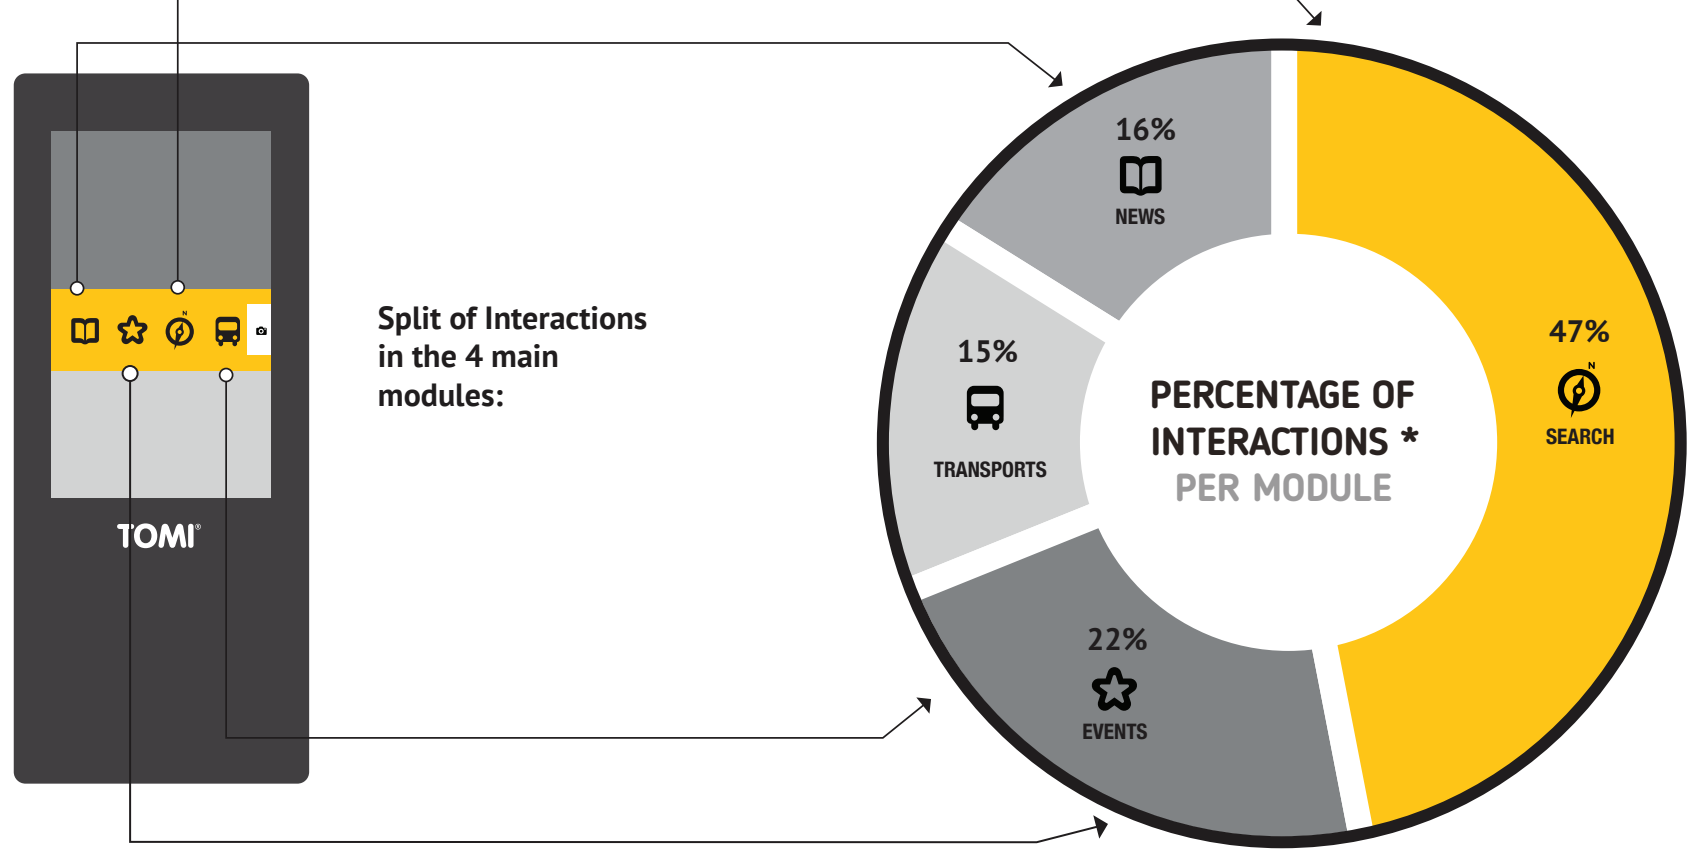 N
TOMI®
Split of Interactions
in the 4 main
modules:
16%
NEWS
15%
TRANSPORTS
PERCENTAGE OF
INTERACTIONS *
PER MODULE
47%
N
SEARCH
22%
EVENTS